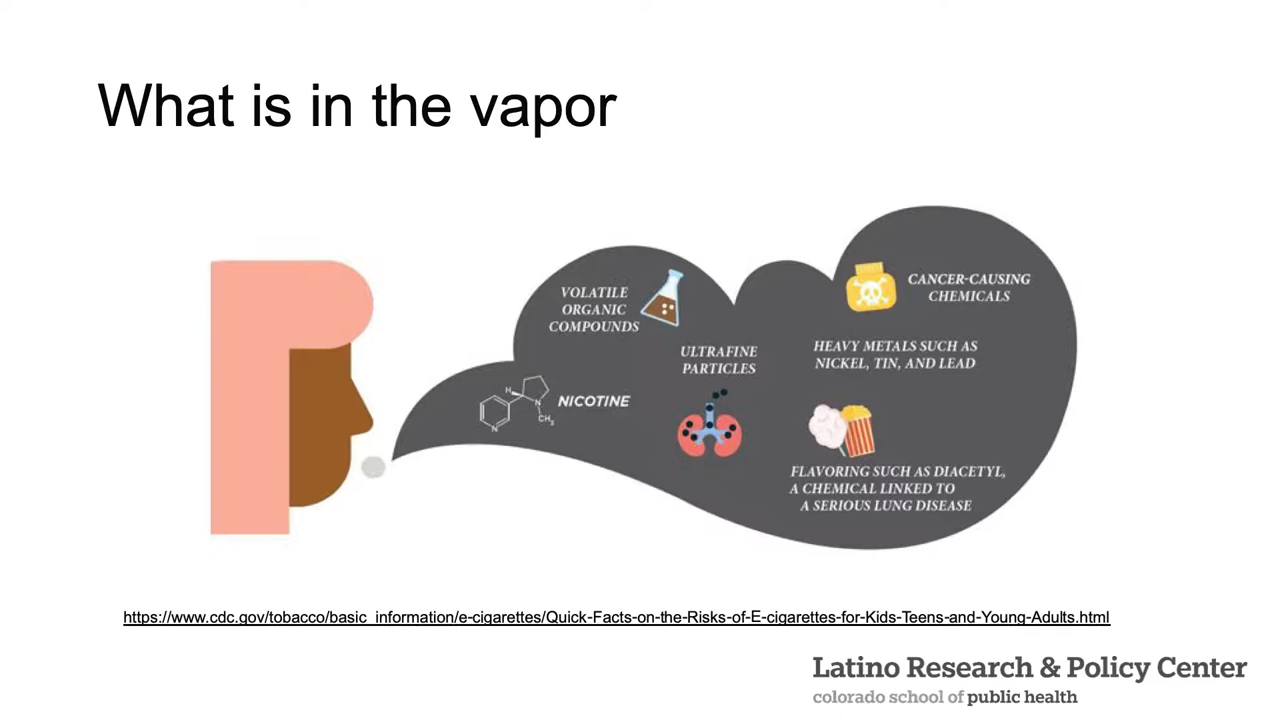 What is in the vapor
VOLATILE
ORGANIC
COMPOUNDS
CANCER-CAUSING
CHEMICALS
ULTRAFINE
PARTICLES
HEAVY METALS SUCH AS
NICKEL, TIN, AND LEAD
H
N
CH3
N
NICOTINE
FLAVORING SUCH AS DIACETYL,
A CHEMICAL LINKED TO
A SERIOUS LUNG DISEASE
https://www.cdc.gov/tobacco/basic_information/e-cigarettes/Quick-Facts-on-the-Risks-of-E-cigarettes-for-Kids-Teens-and-Young-Adults.html
Latino Research & Policy Center
colorado school of public health